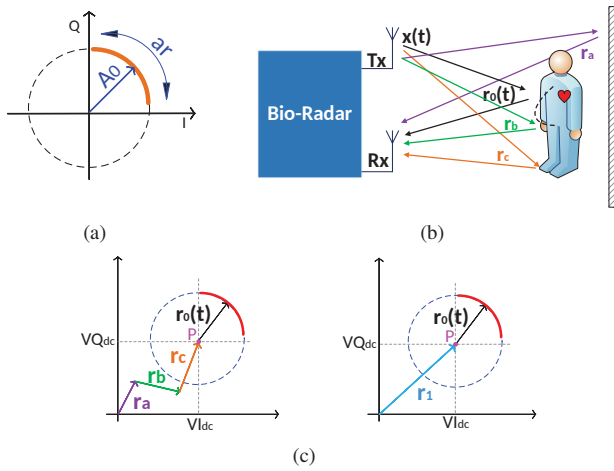 Q
ar
A0
I
(a)
x(t)
Tx
ra
r0(t)
Bio-Radar
rb
Rx
rc
(b)
r0(t)
P
VQdc
rc
rb
ra
VIdc
r0(t)
P
VQdc
r1
VIdc
(c)